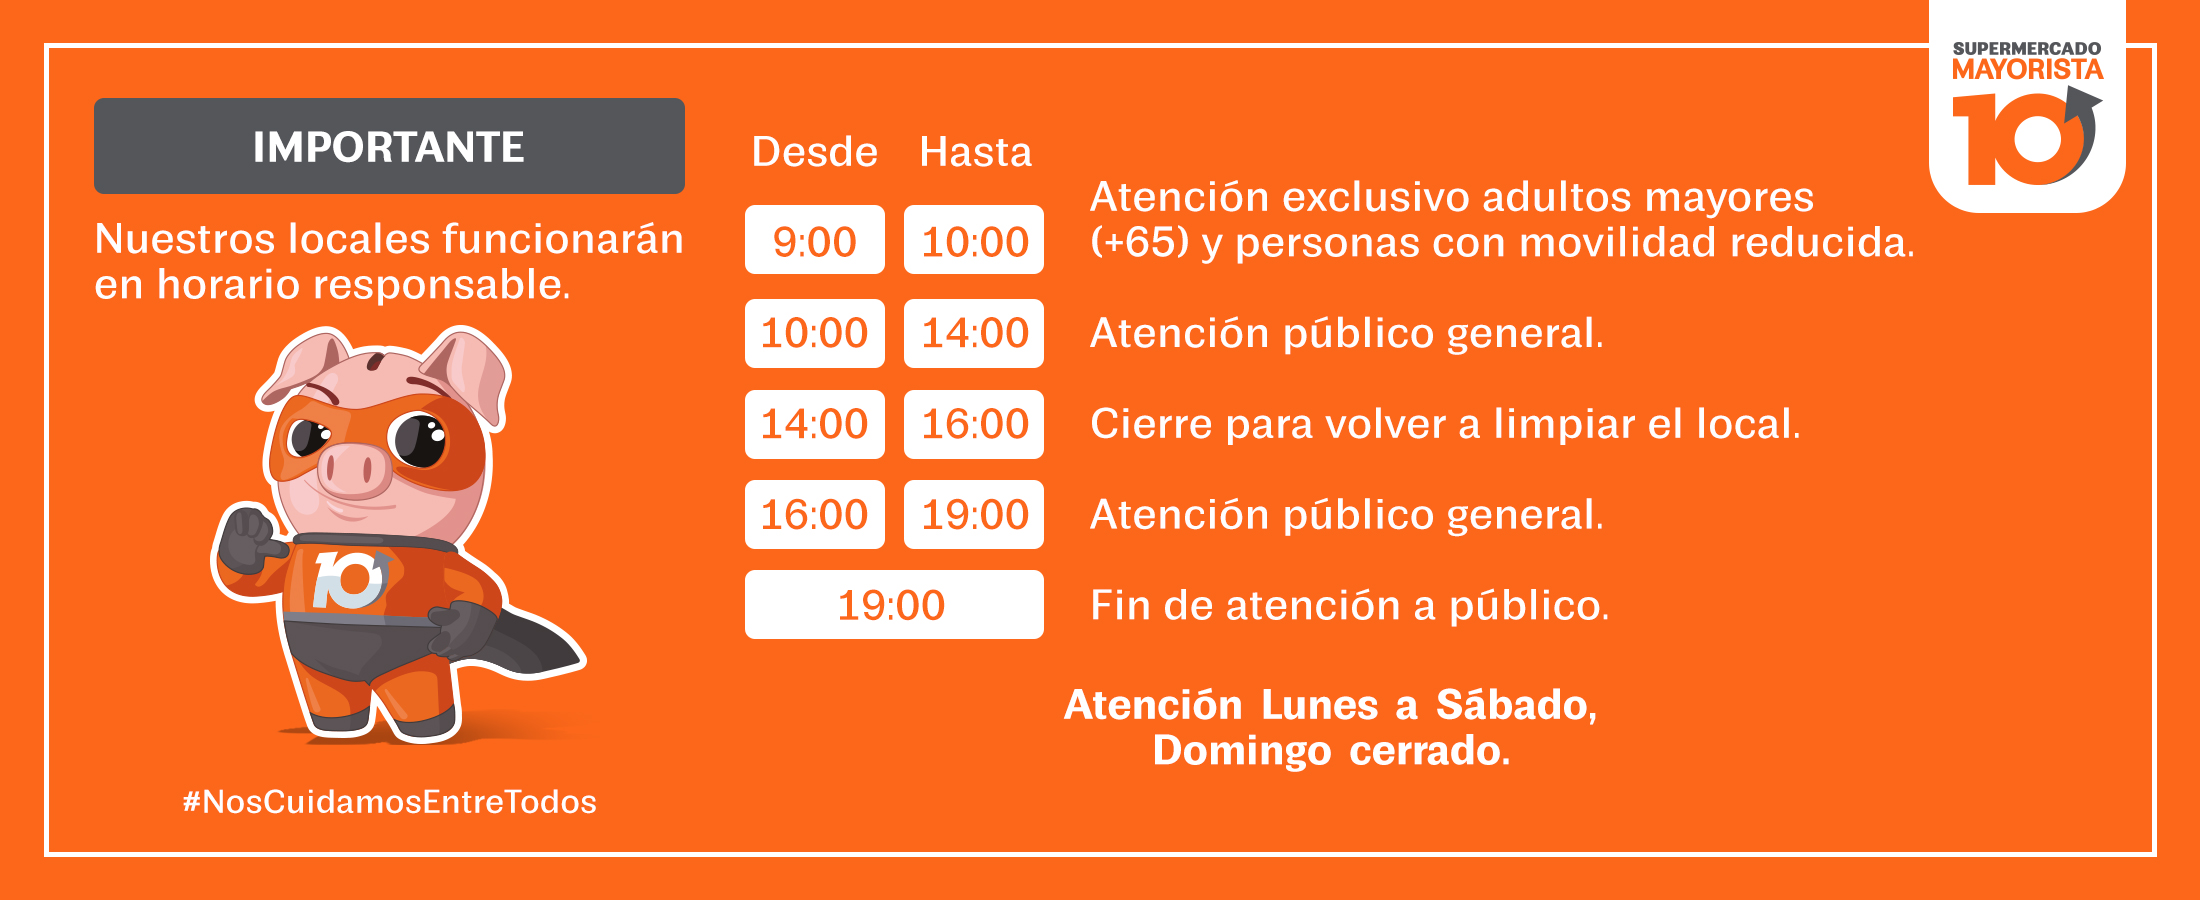 SUPERMERCADO
MAYORISTA
10
IMPORTANTE
Nuestros locales funcionarán
en horario responsable.
10
#NosCuidamosEntreTodos
Desde Hasta
9:00 10:00 Atención exclusivo adultos mayores
(+65) y personas con movilidad reducida.
10:00 14:00 Atención público general.
14:00 16:00 Cierre para volver a limpiar el local.
16:00 19:00 Atención público general.
19:00 Fin de atención a público.
Atención Lunes a Sábado,
Domingo cerrado.